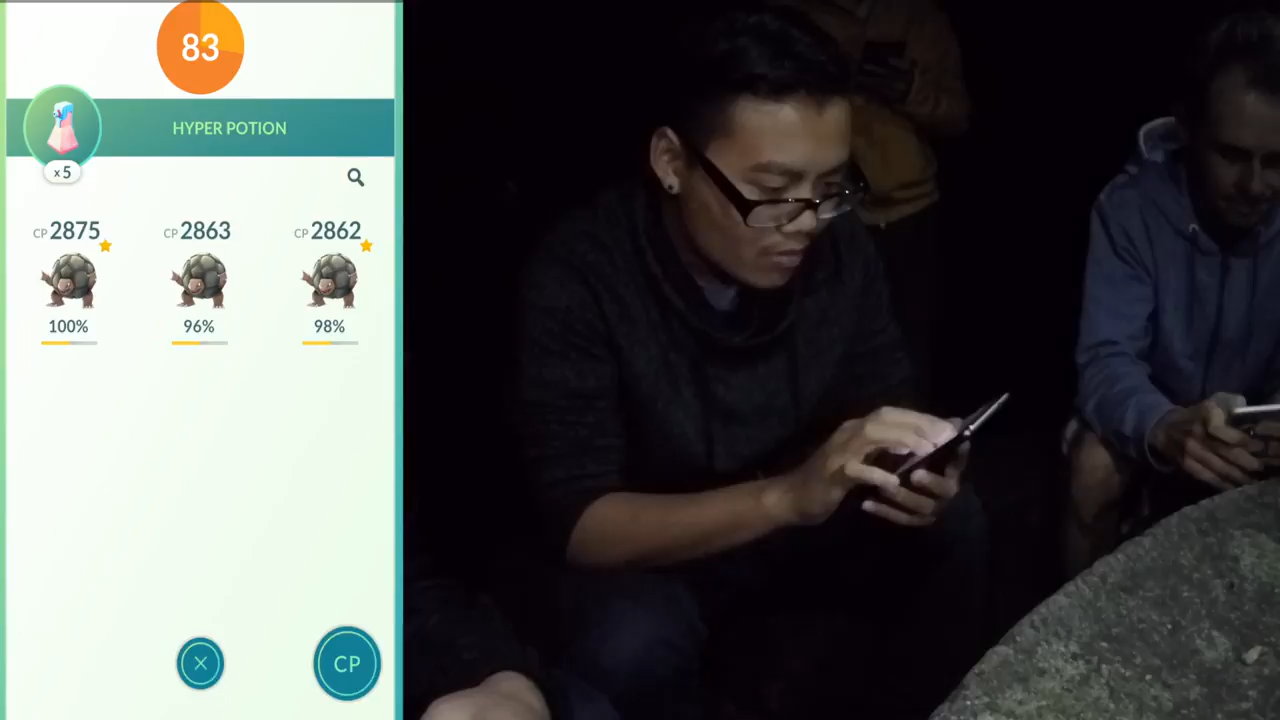 83
HYPER POTION
x5
CP 2875
CP 2863
CP 2862
100%
96%
98%
CP